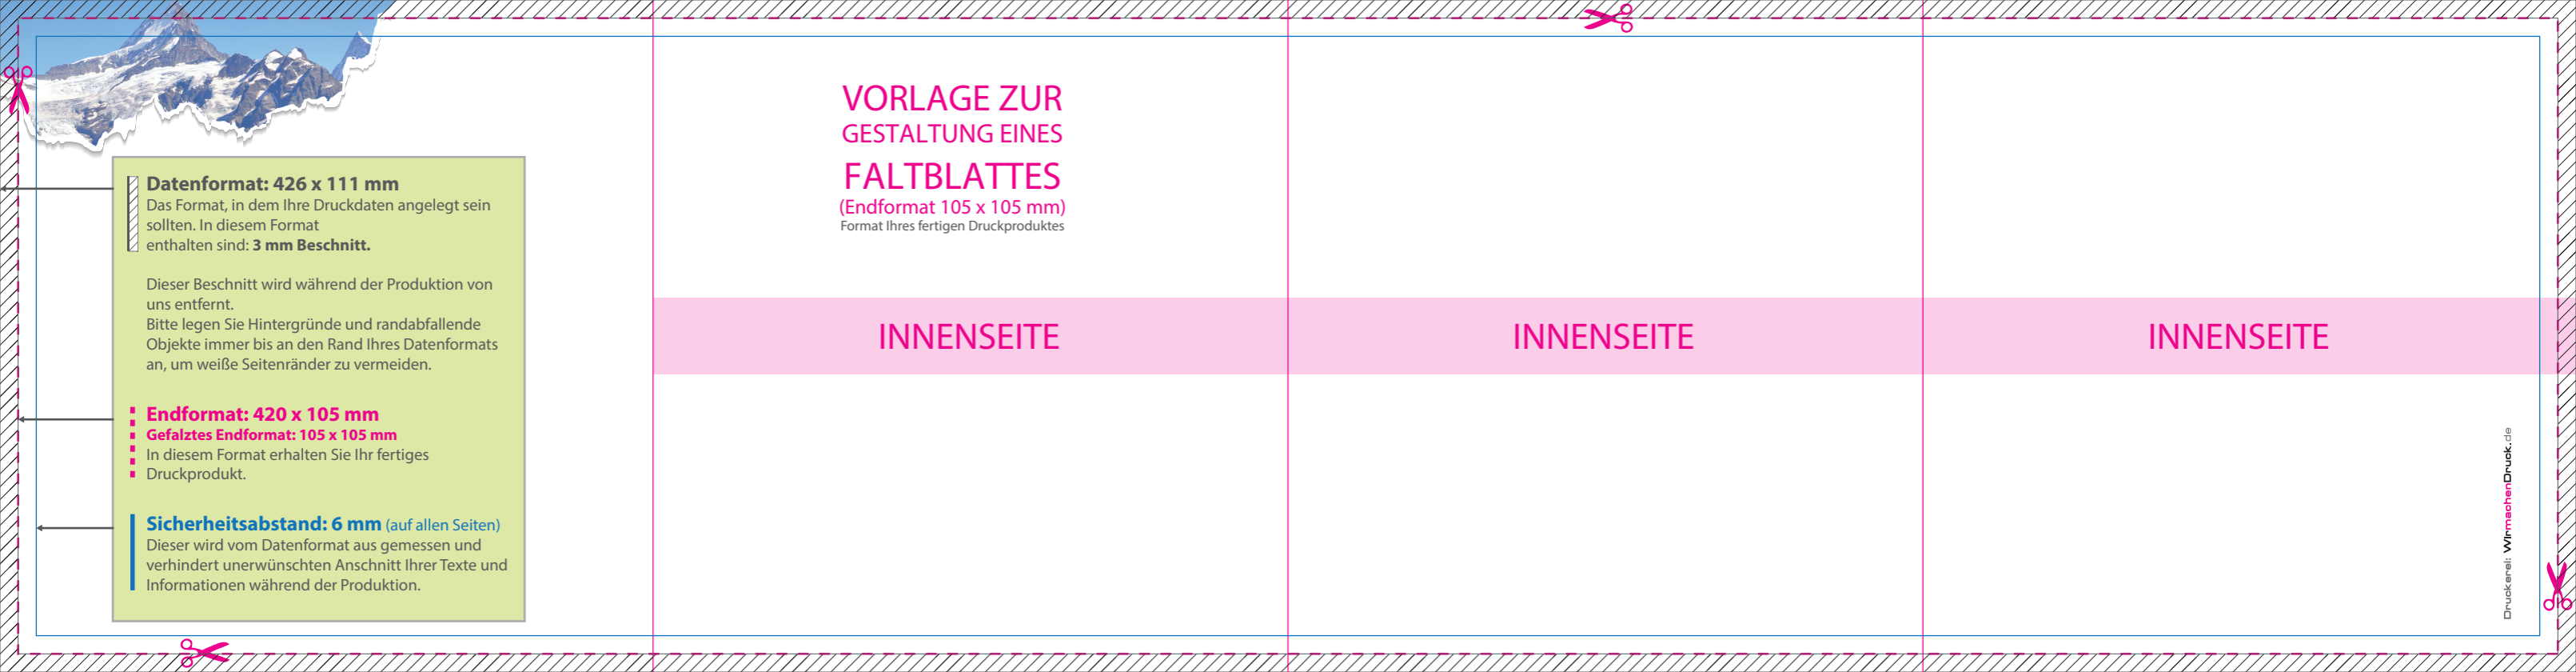 Datenformat: 426 x 111 mm
Das Format, in dem Ihre Druckdaten angelegt sein
sollten. In diesem Format
enthalten sind: 3 mm Beschnitt.
Dieser Beschnitt wird während der Produktion von
uns entfernt.
Bitte legen Sie Hintergründe und randabfallende
Objekte immer bis an den Rand Ihres Datenformats
an, um weiße Seitenränder zu vermeiden.
Endformat: 420 x 105 mm
Gefalztes Endformat: 105 x 105 mm
In diesem Format erhalten Sie Ihr fertiges
Druckprodukt.
Sicherheitsabstand: 6 mm (auf allen Seiten)
Dieser wird vom Datenformat aus gemessen und
verhindert unerwünschten Anschnitt Ihrer Texte und
Informationen während der Produktion.
VORLAGE ZUR
GESTALTUNG EINES
FALTBLATTES
(Endformat 105 x 105 mm)
Format Ihres fertigen Druckproduktes
INNENSEITE
INNENSEITE
INNENSEITE
Druckerei: WirmachenDruck.de